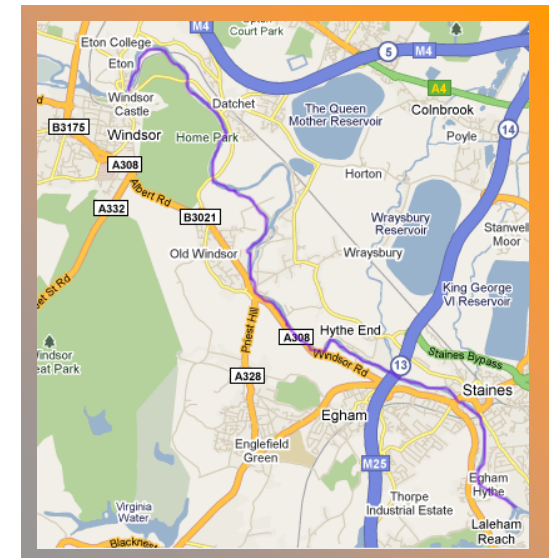 M4
Court Park
Eton College
Eton
5
M4
A4
Windsor
Castle
Datchet
The Queen
Mother Reservoir
Colnbrook
B3175
Windsor
Home Park
Poyle
14
A308
Horton
Albert Rd
A332
B3021
Wraysbury
Reservoir
Stanwell
Moor
Old Windsor
Wraysbury
King George
VI Reservoir
et St Rd
Priest Hill
A308
Hythe End
Windsor Rd
Staines Bypass
13
A328
Staines
Egham
Englefield
Green
M25
Egham
Hythe
Thorpe
Industrial Estate
Virginia
Water
Laleham
Reach